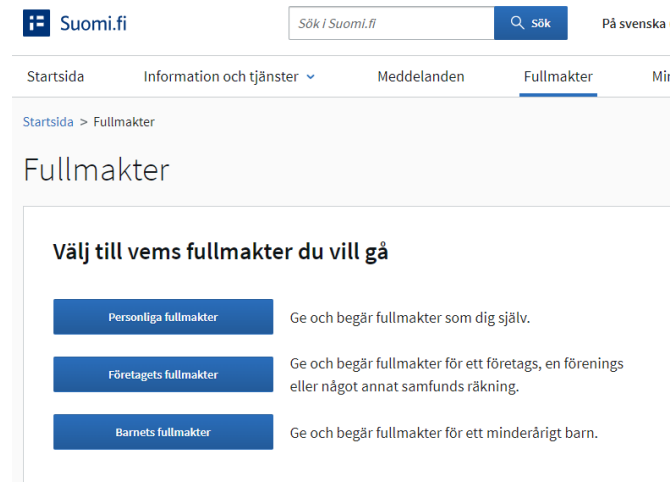 Suomi.fi
Sök i Suomi.fi
Sök
På svenska
Startsida
Information och tjänster
Meddelanden
Fullmakter
Startsida > Fullmakter
Fullmakter
Välj till vems fullmakter du vill gå
Personliga fullmakter
Ge och begär fullmakter som dig själv.
Företagets fullmakter
Ge och begär fullmakter för ett företags, en förenings
eller något annat samfunds räkning.
Barnets fullmakter
Ge och begär fullmakter för ett minderårigt barn.